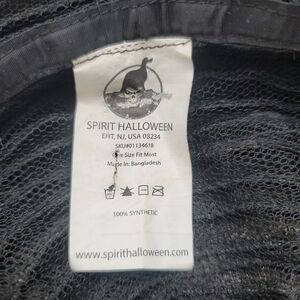 SPIRIT HALLOWEEN
EHT, NJ, USA 08234
SKU#01134618
One Size Fit Most
Made In: Bangladesh
100% SYNTHETIC
www.spirithalloween.com